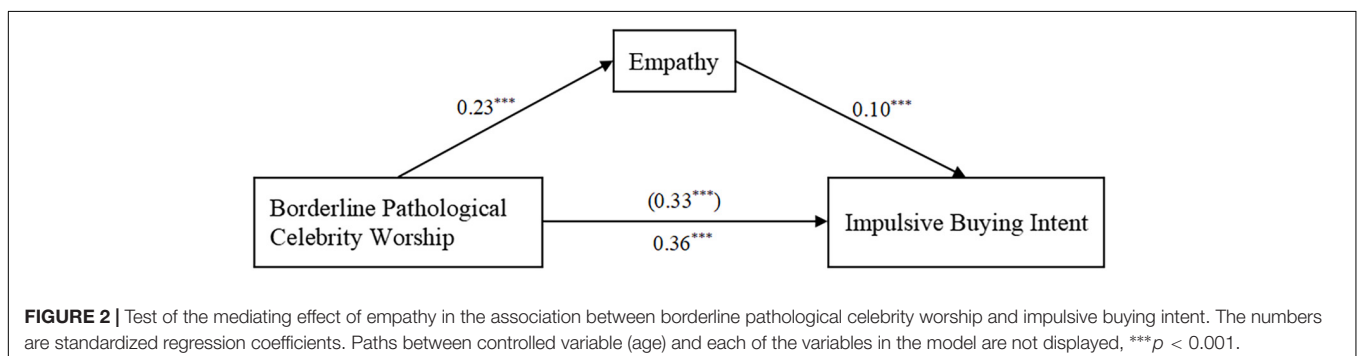 Empathy
0.23***
0.10***
Borderline Pathological
Celebrity Worship
(0.33***)
0.36***
Impulsive Buying Intent
FIGURE 2 | Test of the mediating effect of empathy in the association between borderline pathological celebrity worship and impulsive buying intent. The numbers
are standardized regression coefficients. Paths between controlled variable (age) and each of the variables in the model are not displayed, ***p < 0.001.